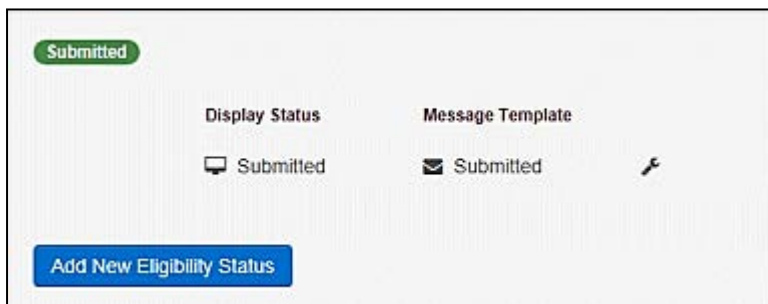 Submitted
Display Status Message Template
Submitted Submitted
Add New Eligibility Status